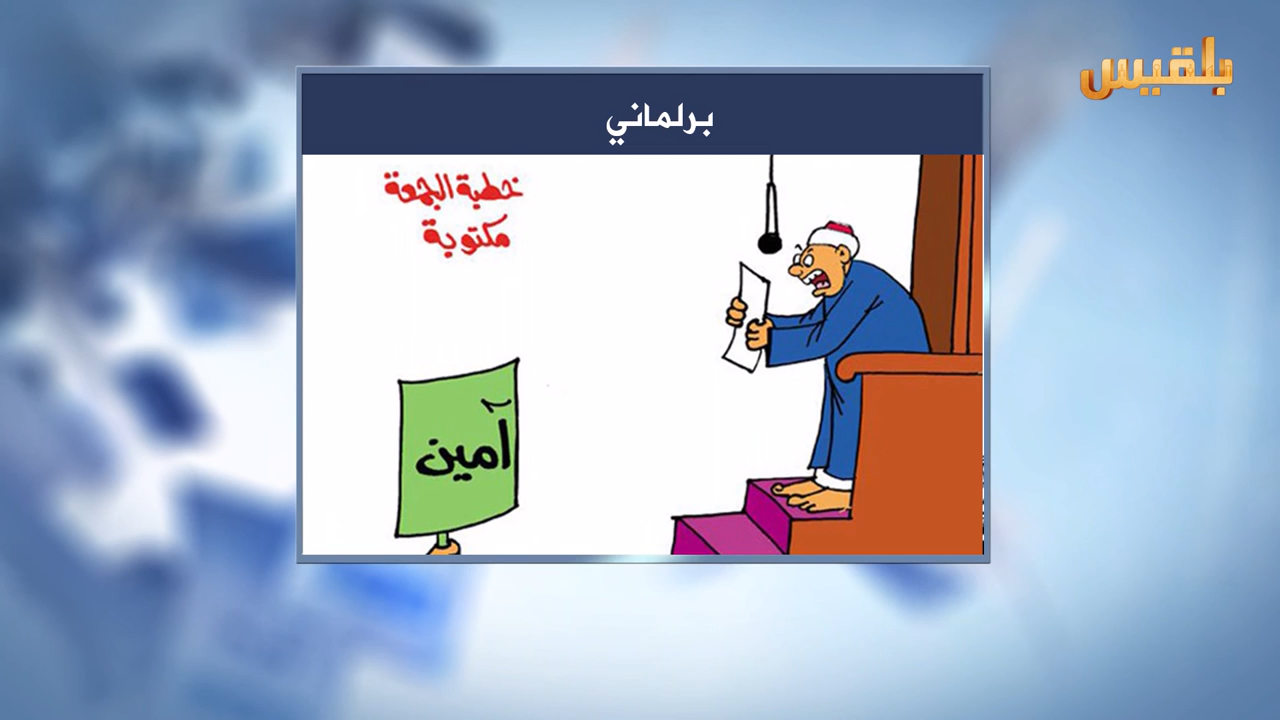 بلقيس
برلماني
خطبة الجمعة
مكتوبة
آمين